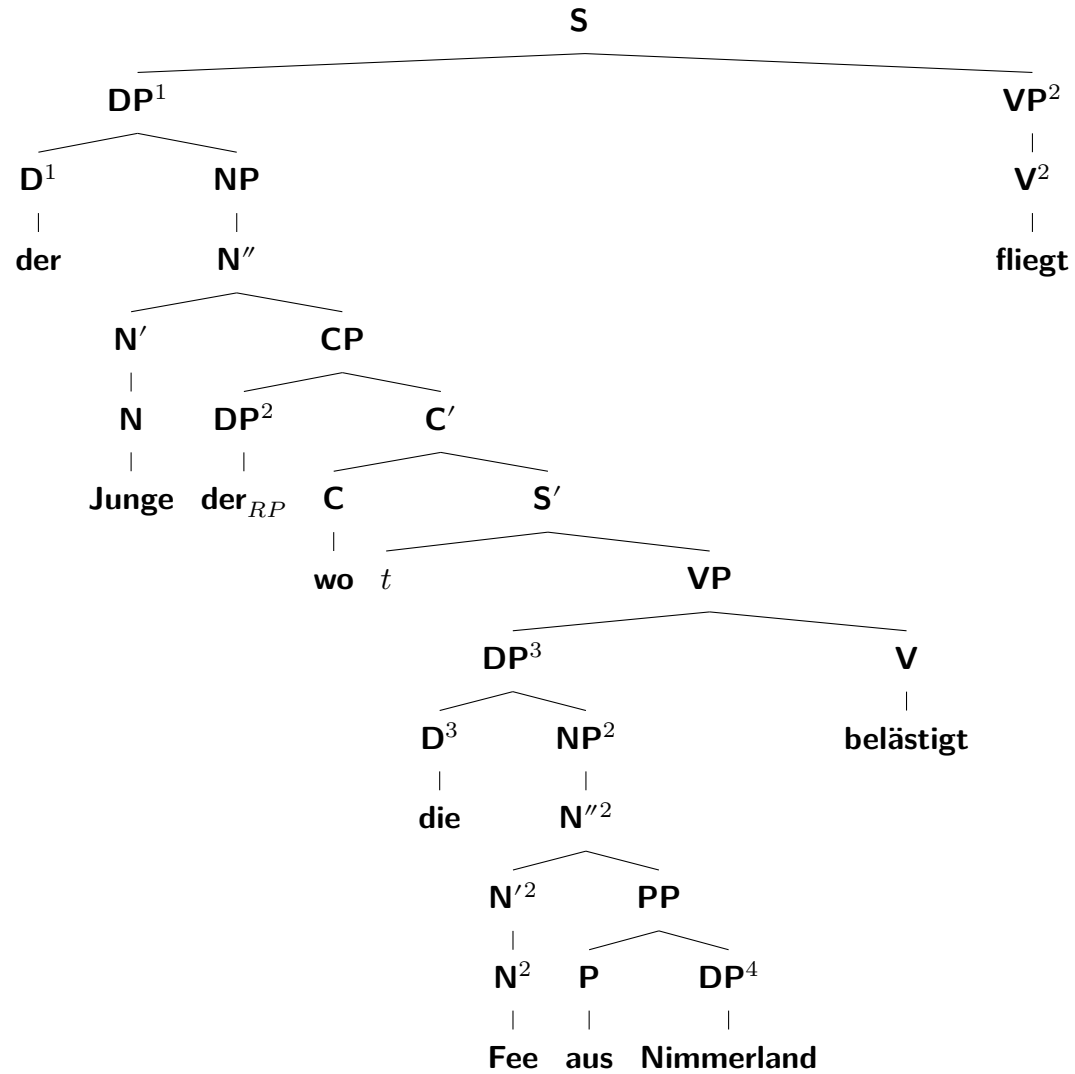 S
DP¹ VP²
D¹ NP V²
der N″ fliegt
N′ CP
N DP² C′
Junge der_RP C S′
wo t VP
DP³ V
D³ NP² belästigt
die N″²
N′² PP
N² P DP⁴
Fee aus Nimmerland